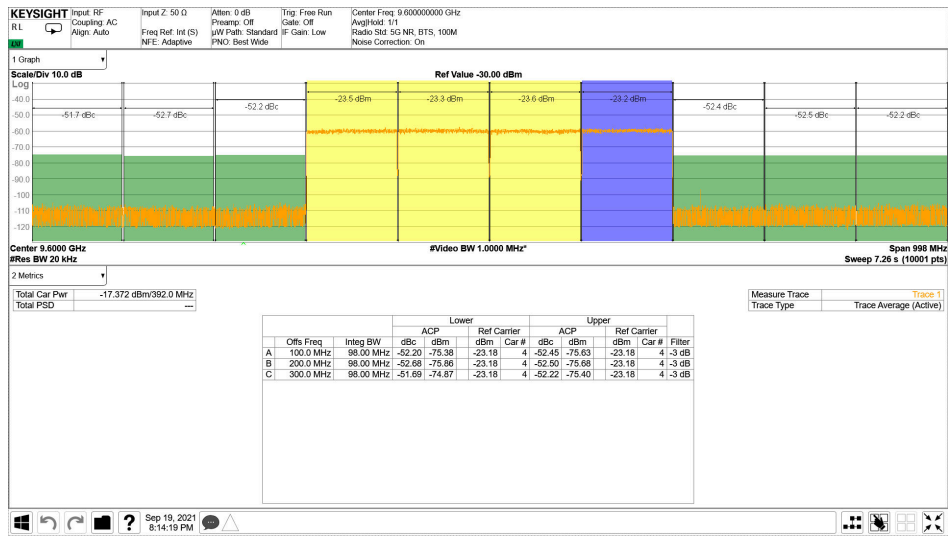 KEYSIGHT Input: RF Input Z: 50 Ω Atten: 0 dB Trig: Free Run Center Freq: 9.600000000 GHz
RL Coupling: AC Preamp: Off Gate: Off Avg|Hold: 1/1
Align: Auto Freq Ref: Int (S) µW Path: Standard IF Gain: Low Radio Std: 5G NR, BTS, 100M
NFE: Adaptive PNO: Best Wide Noise Correction: On
LXI
1 Graph
Scale/Div 10.0 dB Ref Value -30.00 dBm
Log
-40.0
-50.0
-60.0
-70.0
-80.0
-90.0
-100
-110
-120
-51.7 dBc -52.7 dBc -52.2 dBc -23.5 dBm -23.3 dBm -23.6 dBm -23.2 dBm -52.4 dBc -52.5 dBc -52.2 dBc
Center 9.6000 GHz #Video BW 1.0000 MHz* Span 998 MHz
#Res BW 20 kHz Sweep 7.26 s (10001 pts)
2 Metrics
Total Car Pwr -17.372 dBm/392.0 MHz Measure Trace Trace 1
Total PSD --- Trace Type Trace Average (Active)
Lower Upper
ACP Ref Carrier ACP Ref Carrier
Offs Freq Integ BW dBc dBm dBm Car # dBc dBm dBm Car # Filter
A 100.0 MHz 98.00 MHz -52.20 -75.38 -23.18 4 -52.45 -75.63 -23.18 4 -3 dB
B 200.0 MHz 98.00 MHz -52.68 -75.86 -23.18 4 -52.50 -75.68 -23.18 4 -3 dB
C 300.0 MHz 98.00 MHz -51.69 -74.87 -23.18 4 -52.22 -75.40 -23.18 4 -3 dB
? Sep 19, 2021
8:14:19 PM